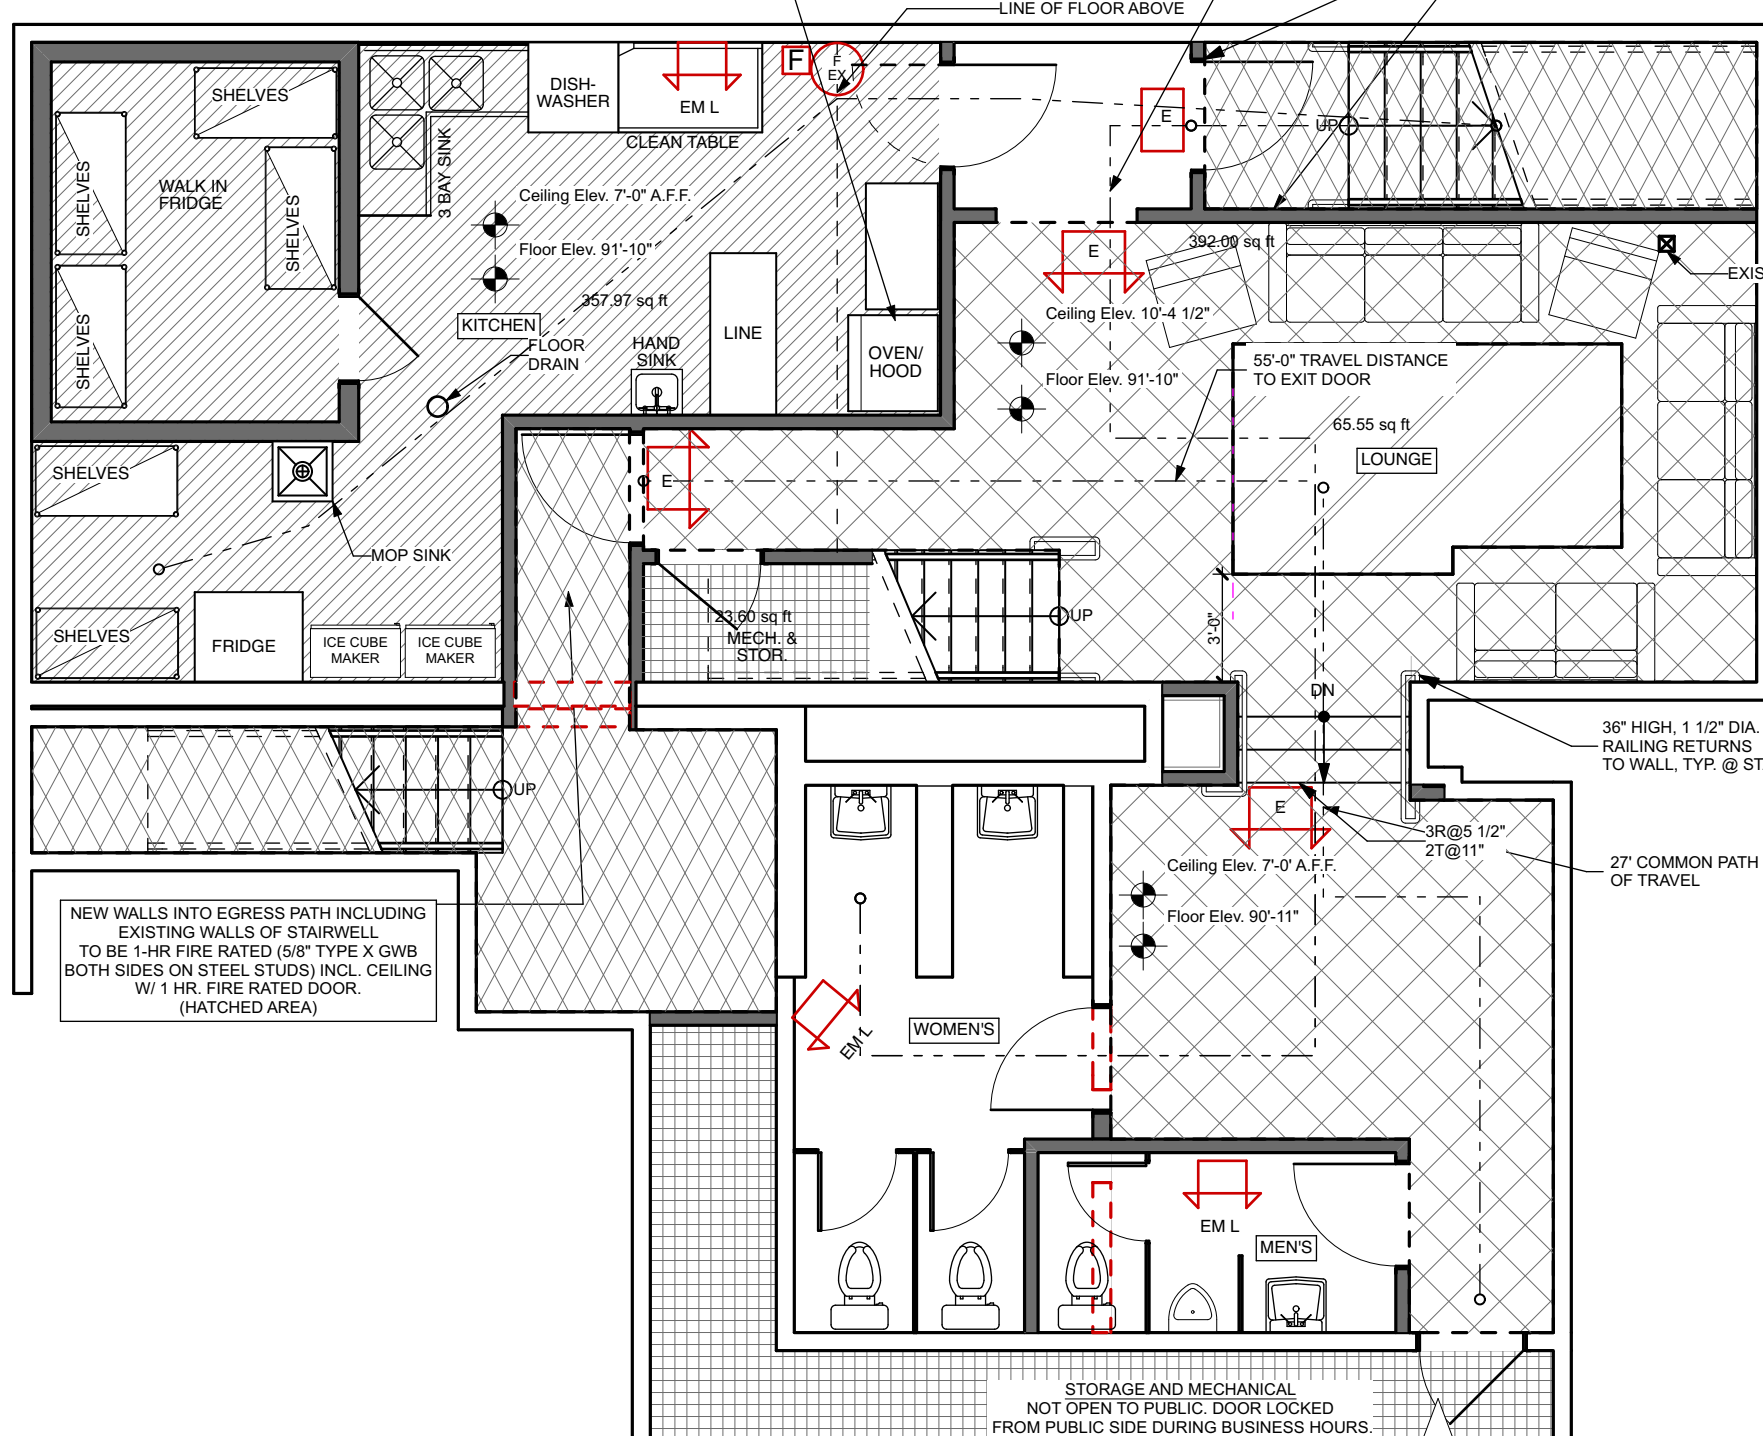 LINE OF FLOOR ABOVE
SHELVES
SHELVES
SHELVES
SHELVES
WALK IN
FRIDGE
3 BAY SINK
DISH-
WASHER
EM L
CLEAN TABLE
F
F
EX
Ceiling Elev. 7'-0" A.F.F.
Floor Elev. 91'-10"
357.97 sq ft
KITCHEN
FLOOR
DRAIN
HAND
SINK
LINE
OVEN/
HOOD
E
UP
E
392.00 sq ft
Ceiling Elev. 10'-4 1/2"
Floor Elev. 91'-10"
EXIS
55'-0" TRAVEL DISTANCE
TO EXIT DOOR
65.55 sq ft
LOUNGE
SHELVES
MOP SINK
E
SHELVES
FRIDGE
ICE CUBE
MAKER
ICE CUBE
MAKER
23.60 sq ft
MECH. &
STOR.
UP
3'-0"
DN
36" HIGH, 1 1/2" DIA.
RAILING RETURNS
TO WALL, TYP. @ ST
UP
E
3R@5 1/2"
2T@11"
27' COMMON PATH
OF TRAVEL
Ceiling Elev. 7'-0' A.F.F.
Floor Elev. 90'-11"
NEW WALLS INTO EGRESS PATH INCLUDING
EXISTING WALLS OF STAIRWELL
TO BE 1-HR FIRE RATED (5/8" TYPE X GWB
BOTH SIDES ON STEEL STUDS) INCL. CEILING
W/ 1 HR. FIRE RATED DOOR.
(HATCHED AREA)
EM L
WOMEN'S
EM L
MEN'S
STORAGE AND MECHANICAL
NOT OPEN TO PUBLIC. DOOR LOCKED
FROM PUBLIC SIDE DURING BUSINESS HOURS.